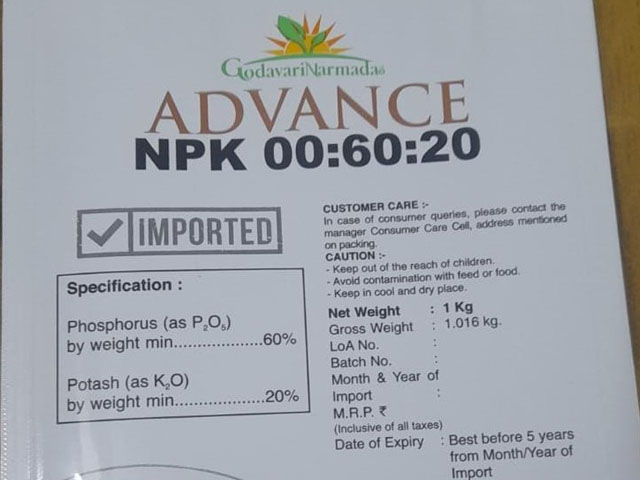 GodavariNarmadas
ADVANCE
NPK 00:60:20
IMPORTED
Specification :
Phosphorus (as P₂O₅)
by weight min....................60%
Potash (as K₂O)
by weight min....................20%
CUSTOMER CARE :-
In case of consumer queries, please contact the
manager Consumer Care Cell, address mentioned
on packing.
CAUTION :-
- Keep out of the reach of children.
- Avoid contamination with feed or food.
- Keep in cool and dry place.
Net Weight : 1 Kg
Gross Weight : 1.016 kg.
LoA No. :
Batch No. :
Month & Year of
Import :
M.R.P. ₹
(Inclusive of all taxes)
Date of Expiry : Best before 5 years
from Month/Year of
Import